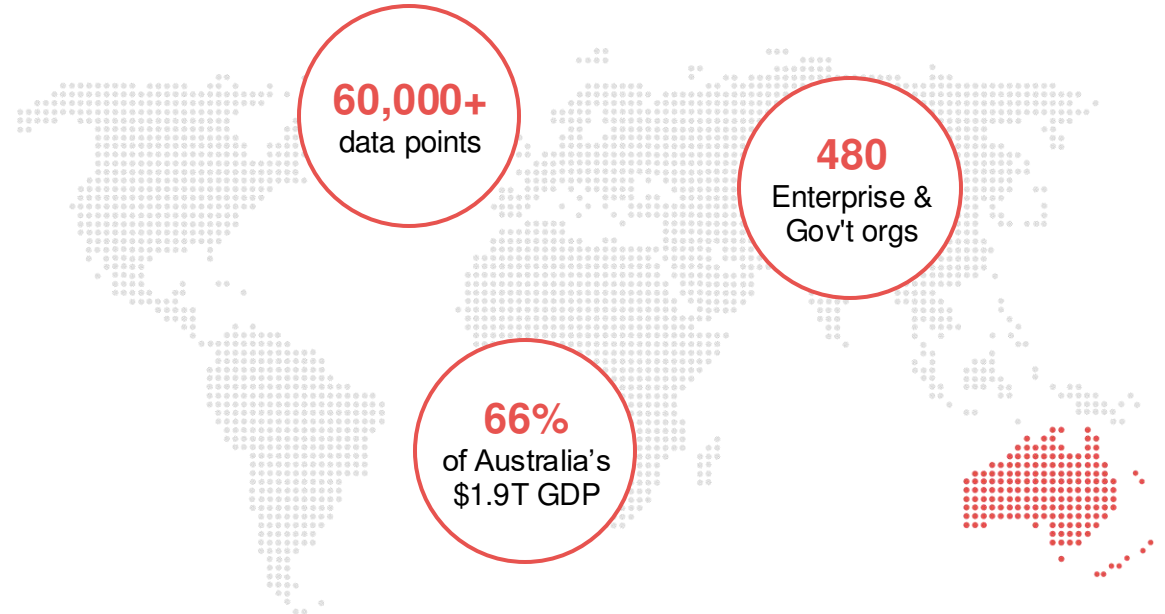 60,000+
data points
480
Enterprise &
Gov't orgs
66%
of Australia’s
$1.9T GDP